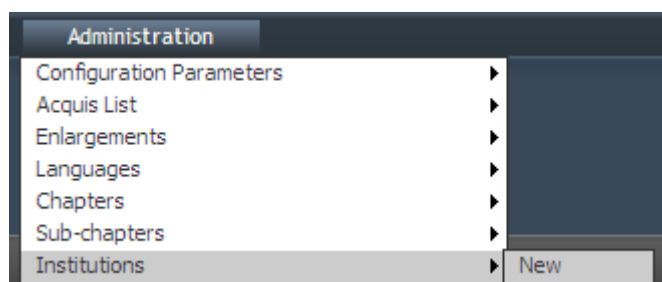 Administration
Configuration Parameters
Acquis List
Enlargements
Languages
Chapters
Sub-chapters
Institutions
New